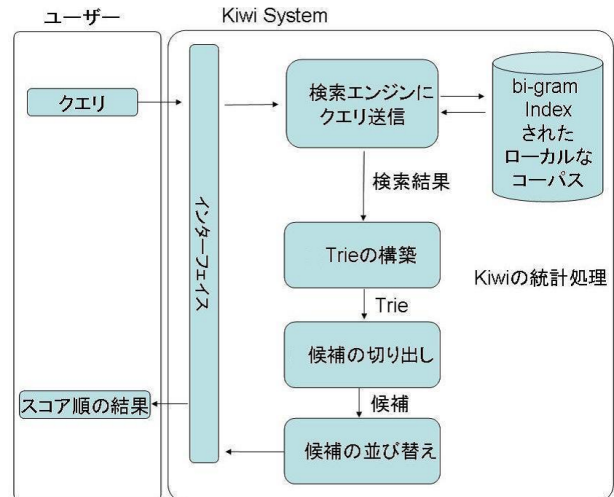 ユーザー
Kiwi System
クエリ
インターフェイス
検索エンジンに
クエリ送信
bi-gram
Index
された
ローカルな
コーパス
検索結果
Trieの構築
Kiwiの統計処理
Trie
候補の切り出し
候補
スコア順の結果
候補の並び替え